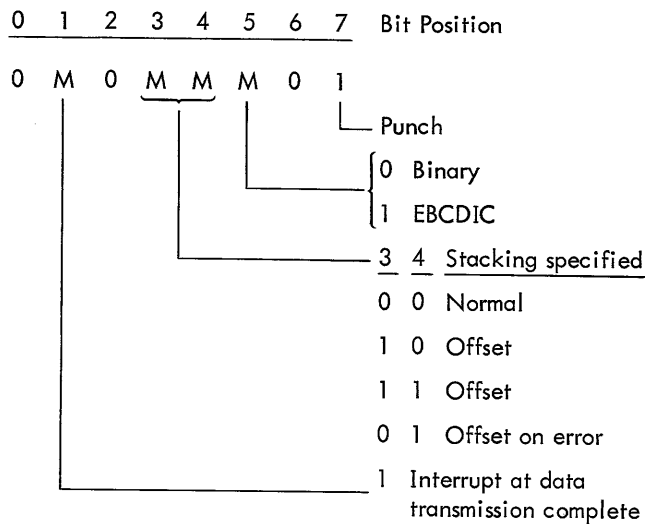 0 1 2 3 4 5 6 7 Bit Position
0 M 0 M M M 0 1
Punch
0 Binary
1 EBCDIC
3 4 Stacking specified
0 0 Normal
1 0 Offset
1 1 Offset
0 1 Offset on error
1 Interrupt at data
transmission complete